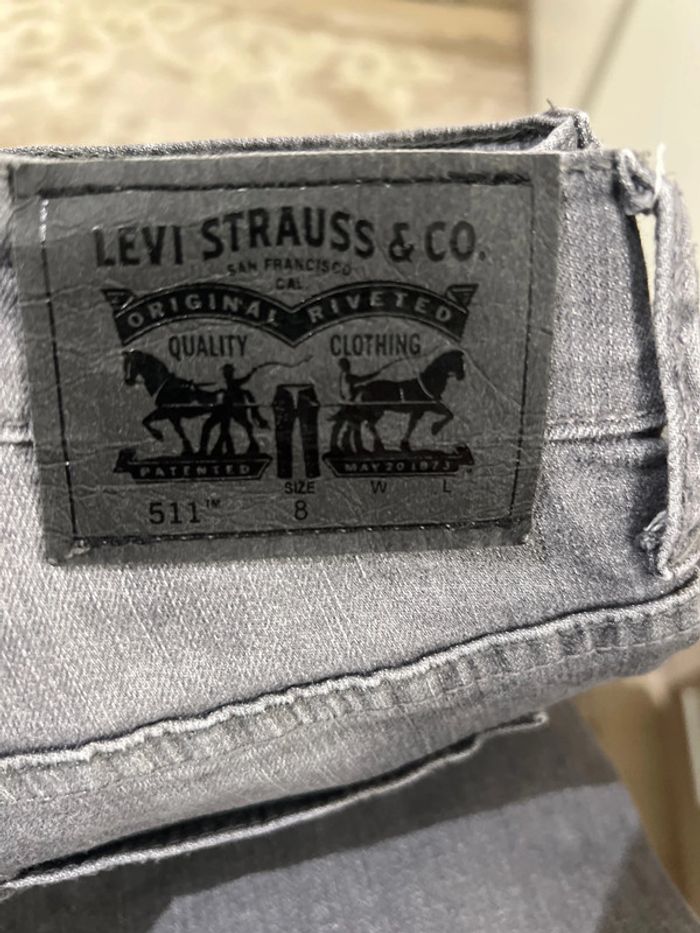 LEVI STRAUSS & CO.
SAN FRANCISCO
CAL.
ORIGINAL RIVETED
QUALITY CLOTHING
PATENTED MAY 20 1873
SIZE W L
511™ 8